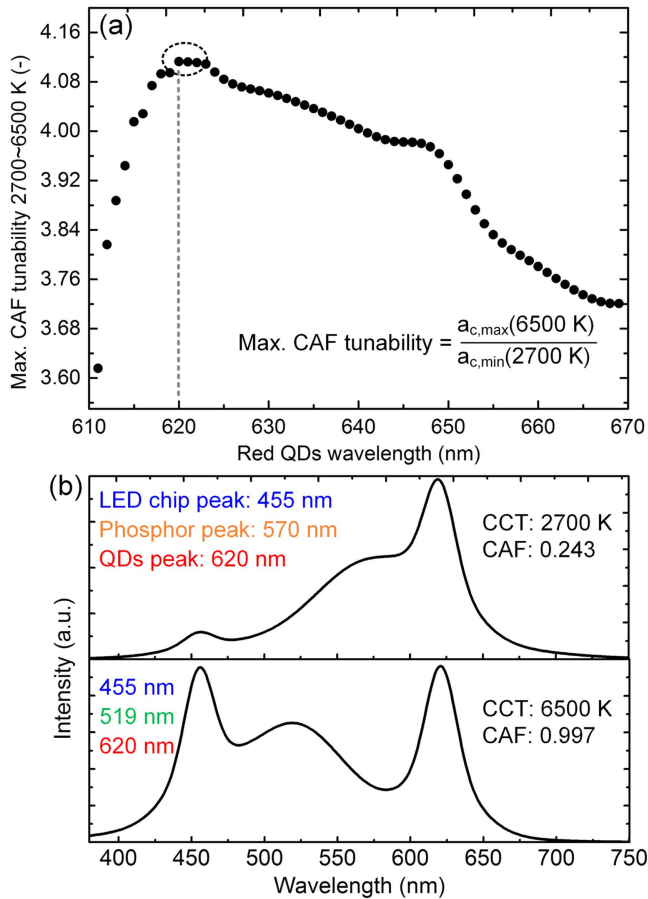 (a)
Max. CAF tunability 2700~6500 K (-)
4.16
4.08
4.00
3.92
3.84
3.76
3.68
3.60
Max. CAF tunability = a_c,max(6500 K)
a_c,min(2700 K)
610 620 630 640 650 660 670
Red QDs wavelength (nm)
(b)
Intensity (a.u.)
LED chip peak: 455 nm
Phosphor peak: 570 nm
QDs peak: 620 nm
CCT: 2700 K
CAF: 0.243
455 nm
519 nm
620 nm
CCT: 6500 K
CAF: 0.997
400 450 500 550 600 650 700 750
Wavelength (nm)